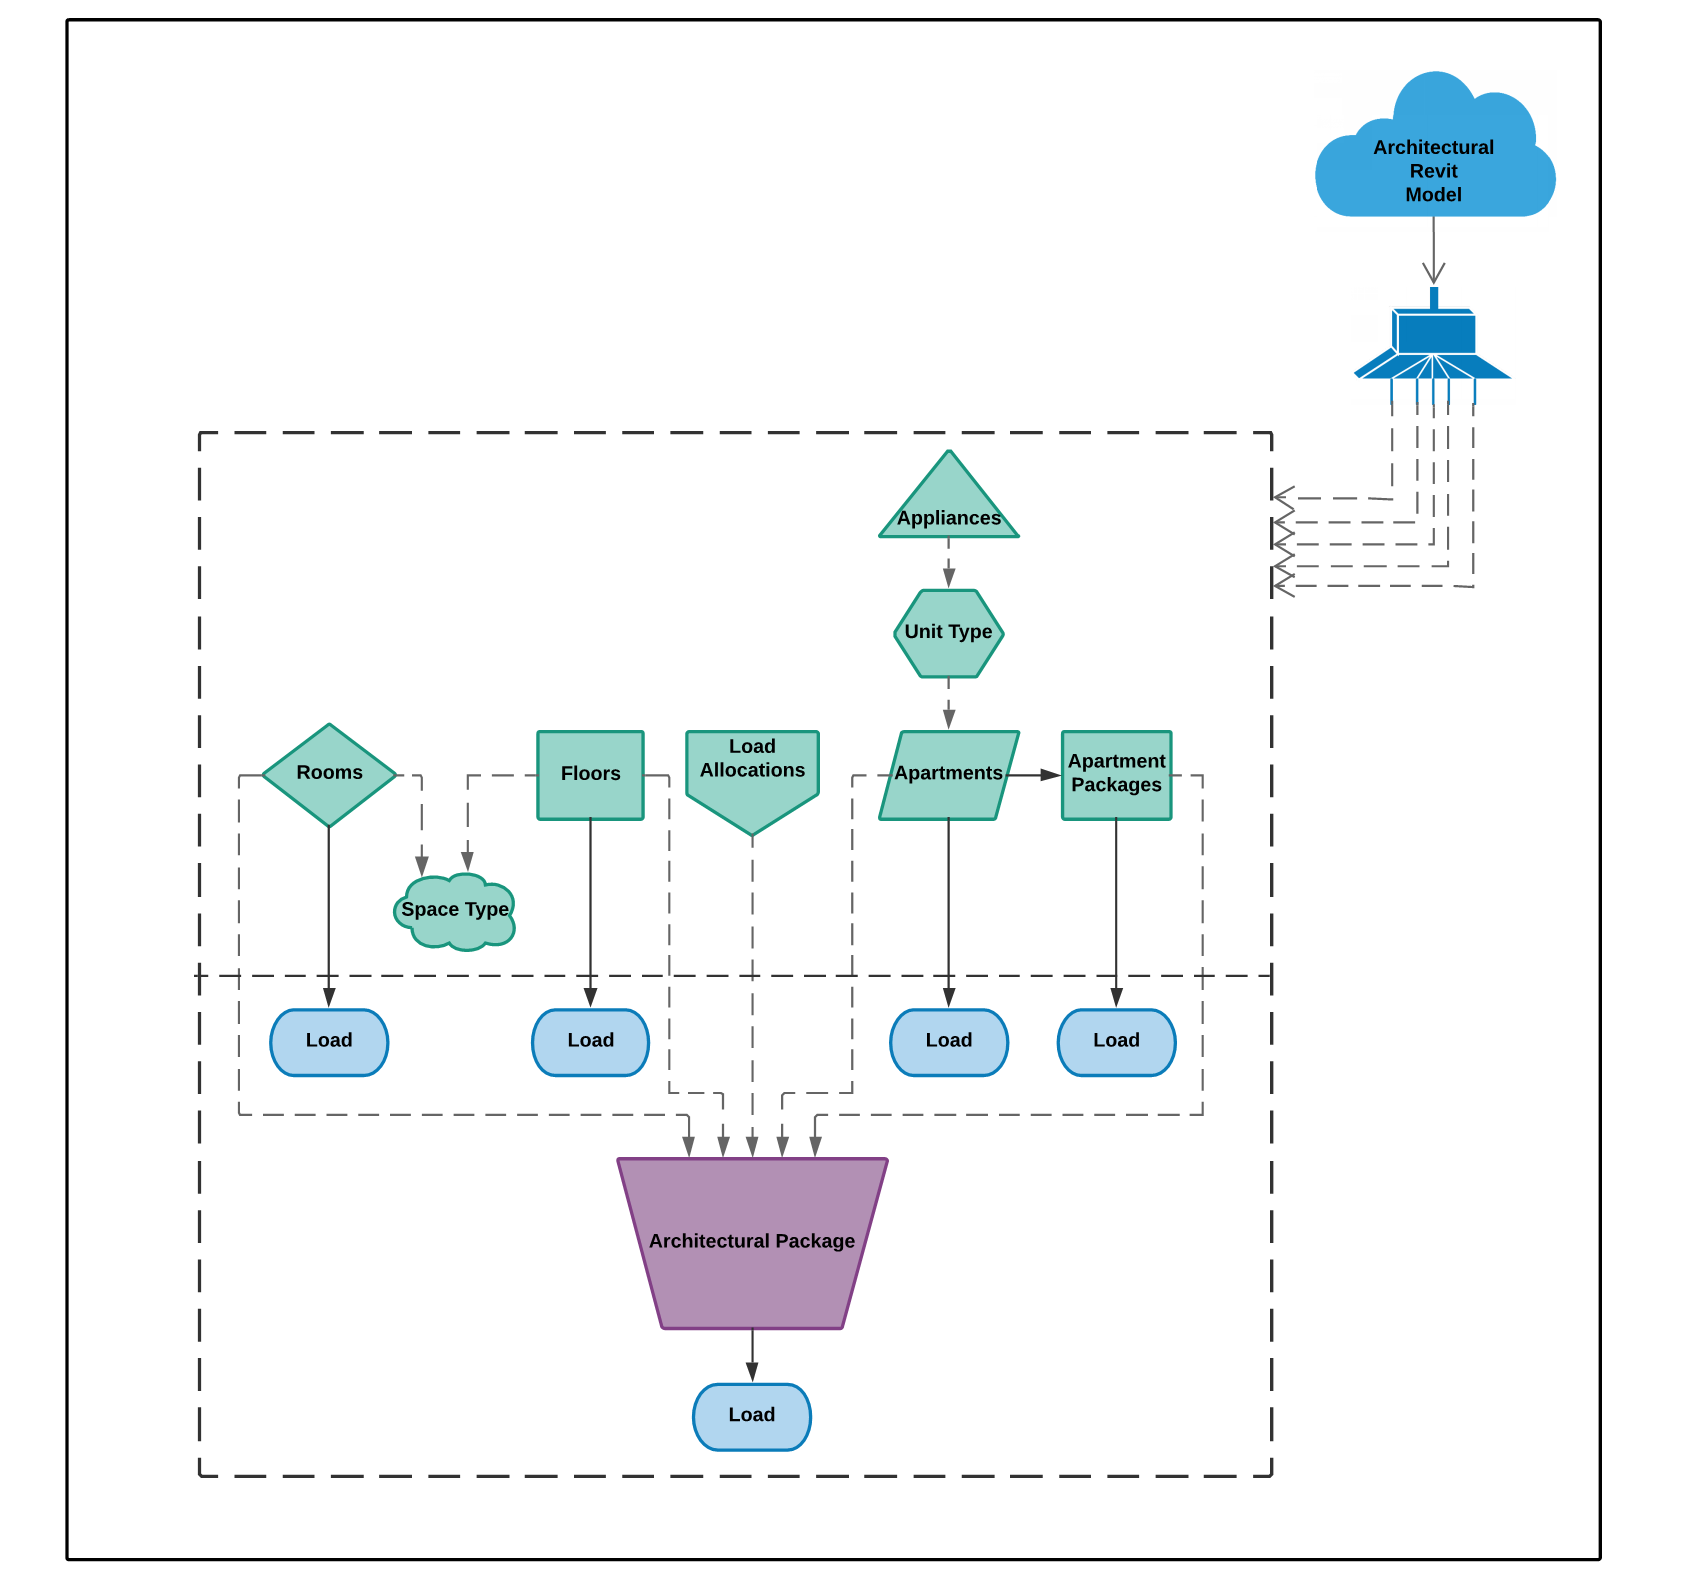 Architectural
Revit
Model
Appliances
Unit Type
Rooms
Floors
Load
Allocations
Apartments
Apartment
Packages
Space Type
Load
Load
Load
Load
Architectural Package
Load